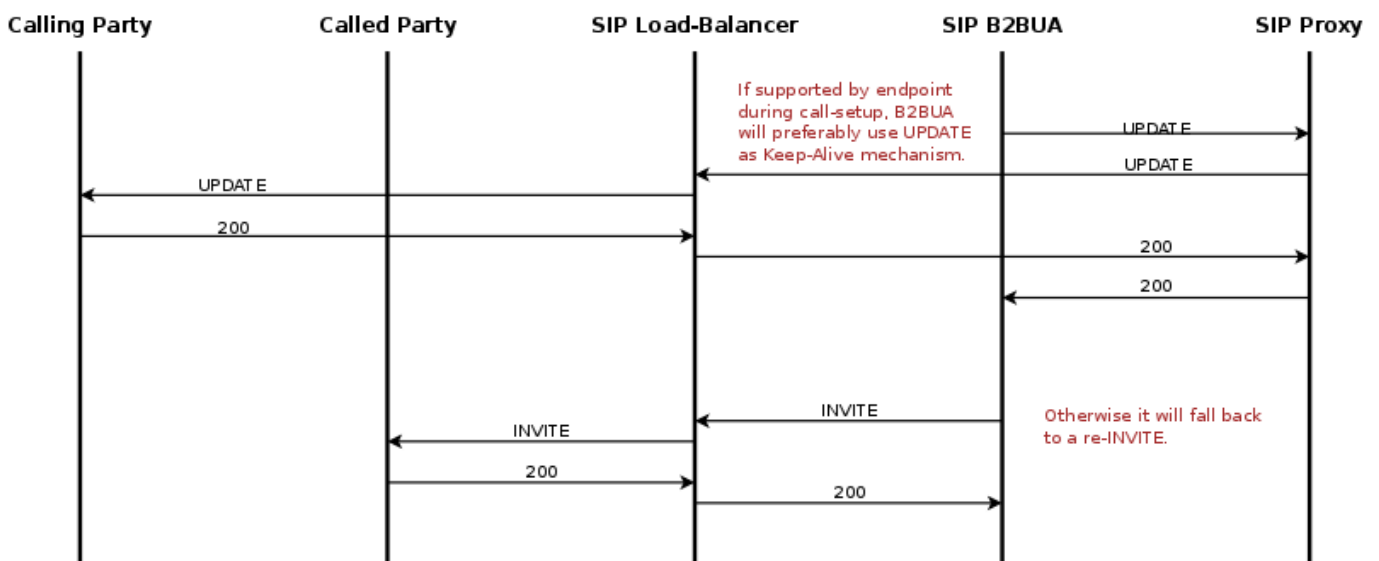 Calling Party
Called Party
SIP Load-Balancer
SIP B2BUA
SIP Proxy
If supported by endpoint
during call-setup, B2BUA
will preferably use UPDATE
as Keep-Alive mechanism.
UPDATE
UPDATE
UPDATE
200
200
200
INVITE
Otherwise it will fall back
to a re-INVITE.
INVITE
200
200